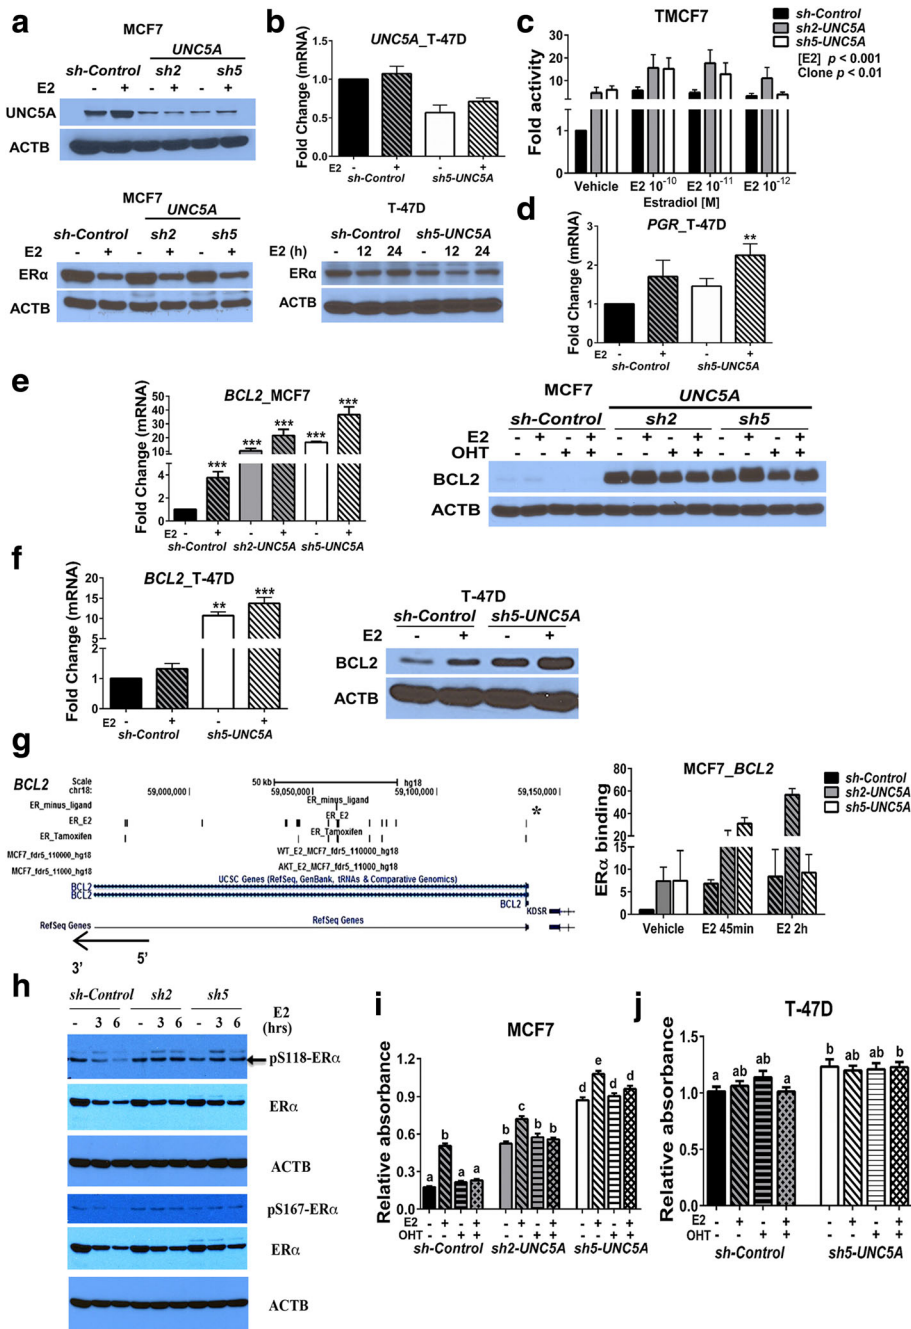 a
MCF7
UNC5A
sh-Control sh2 sh5
E2 - + - + - +
UNC5A
ACTB
MCF7
UNC5A
sh-Control sh2 sh5
E2 - + - + - +
ERα
ACTB
b
UNC5A_T-47D
Fold Change (mRNA)
1.5
1.0
0.5
0.0
E2 - + - +
sh-Control sh5-UNC5A
T-47D
sh-Control sh5-UNC5A
E2 (h) - 12 24 - 12 24
ERα
ACTB
c
TMCF7
sh-Control
sh2-UNC5A
sh5-UNC5A
[E2] p < 0.001
Clone p < 0.01
Fold activity
30
20
10
0
1
0
Vehicle E2 10-10 E2 10-11 E2 10-12
Estradiol [M]
d
PGR_T-47D
Fold Change (mRNA)
3
2
1
0
**
E2 - + - +
sh-Control sh5-UNC5A
e
BCL2_MCF7
Fold Change (mRNA)
50
40
30
20
10
4
2
0
*** *** *** *** ***
E2 - + - + - +
sh-Control sh2-UNC5A sh5-UNC5A
MCF7
UNC5A
sh-Control sh2 sh5
E2 - + - + - + - + - + - +
OHT - - + + - - + + - - + +
BCL2
ACTB
f
BCL2_T-47D
Fold Change (mRNA)
20
15
10
5
2
1
0
** ***
E2 - + - +
sh-Control sh5-UNC5A
T-47D
sh-Control sh5-UNC5A
E2 - + - +
BCL2
ACTB
g
BCL2
Scale 50 kb hg18
chr18: 59,000,000 59,050,000 59,100,000 59,150,000
ER_minus_ligand
ER_minus_ligand
*
ER_E2
ER_E2
ER_Tamoxifen
ER_Tamoxifen
MCF7_fdr5_110000_hg18
WT_E2_MCF7_fdr5_110000_hg18
MCF7_fdr5_110000_hg18
AKT_E2_MCF7_fdr5_110000_hg18
UCSC Genes (RefSeq, GenBank, tRNAs & Comparative Genomics)
BCL2
BCL2
BCL2
KDSR
RefSeq Genes
RefSeq Genes
3' 5'
MCF7_BCL2
sh-Control
sh2-UNC5A
sh5-UNC5A
ERα binding
80
60
40
20
15
10
5
0
Vehicle E2 45min E2 2h
h
sh-Control sh2 sh5
E2
(hrs)
- 3 6 - 3 6 - 3 6
pS118-ERα
ERα
ACTB
pS167-ERα
ERα
ACTB
i
MCF7
Relative absorbance
1.2
0.9
0.6
0.3
0.0
a b a a b c b b d e d d
E2 - + - + - + - + - + - +
OHT - - + + - - + + - - + +
sh-Control sh2-UNC5A sh5-UNC5A
j
T-47D
Relative absorbance
1.5
1.0
0.5
0.0
a ab ab a b ab ab b
E2 - + - + - + - +
OHT - - + + - - + +
sh-Control sh5-UNC5A